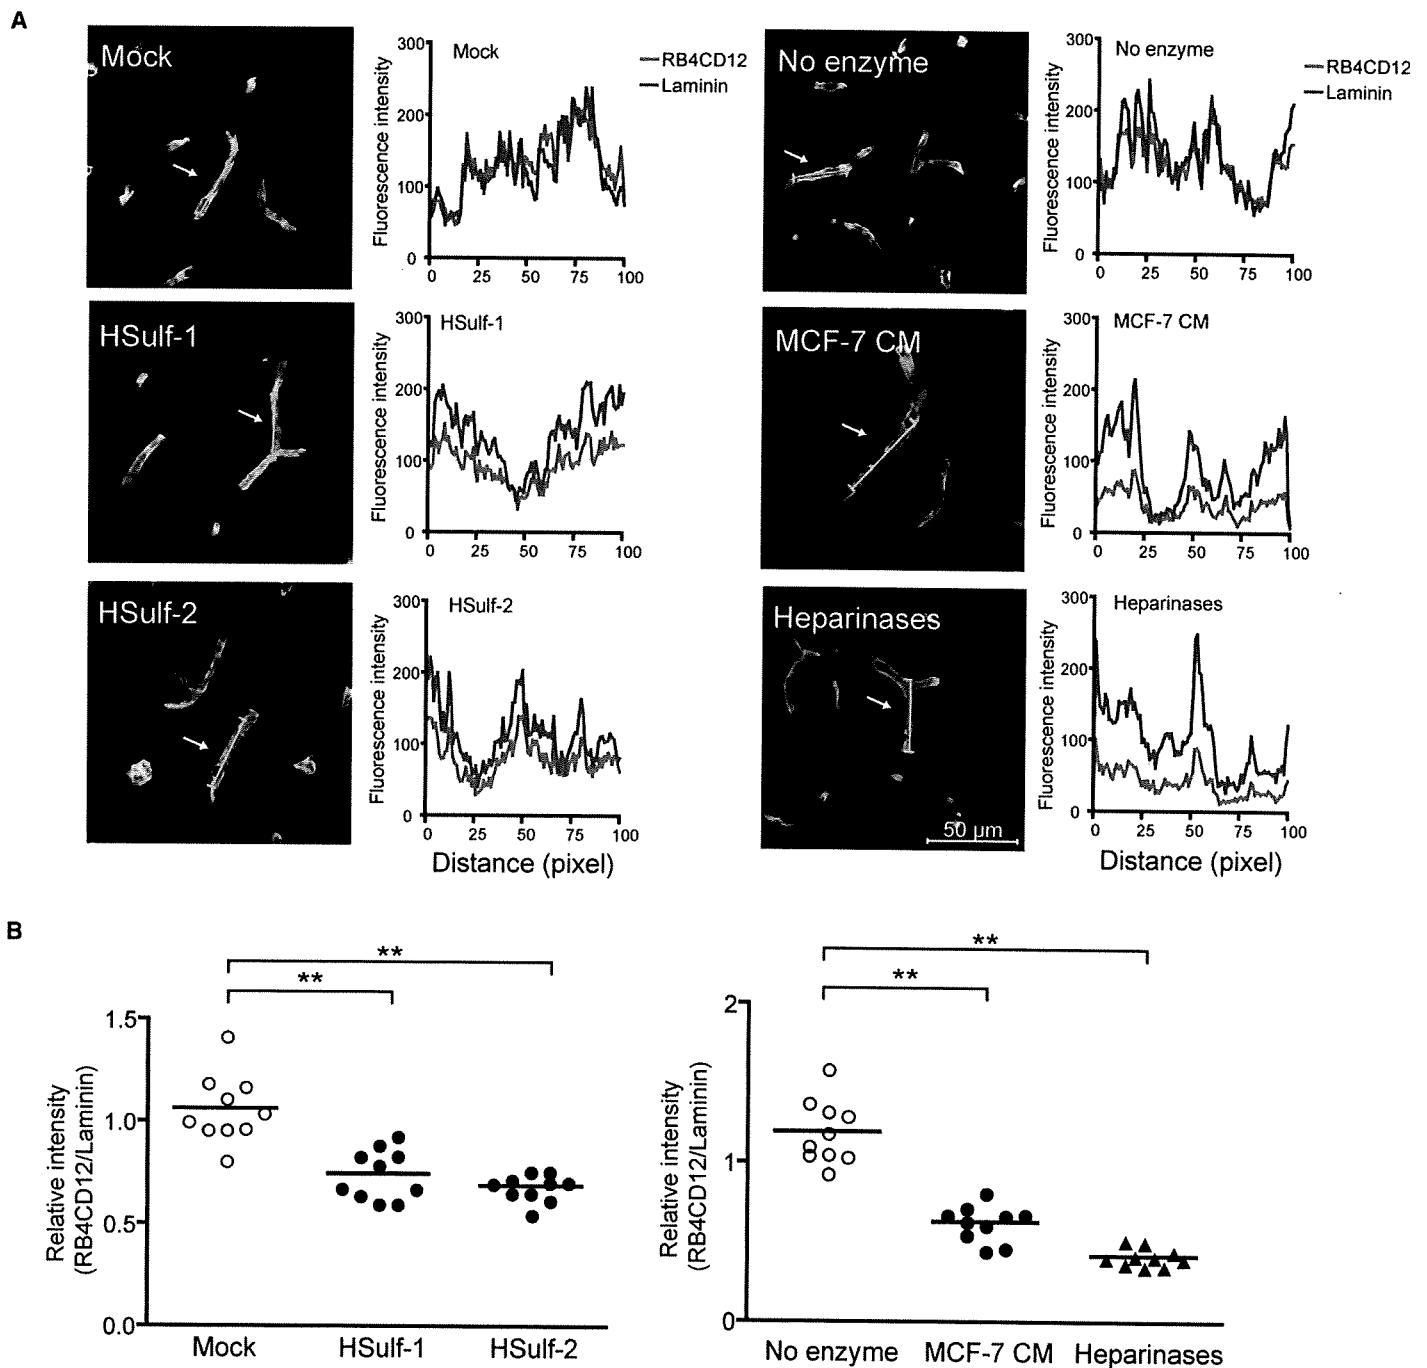 A
Mock
300
200
100
0
Fluorescence intensity
Mock
RB4CD12
Laminin
0 25 50 75 100
No enzyme
300
200
100
0
Fluorescence intensity
No enzyme
RB4CD12
Laminin
0 25 50 75 100
HSulf-1
300
200
100
0
Fluorescence intensity
HSulf-1
0 25 50 75 100
MCF-7 CM
300
200
100
0
Fluorescence intensity
MCF-7 CM
0 25 50 75 100
HSulf-2
300
200
100
0
Fluorescence intensity
HSulf-2
0 25 50 75 100
Distance (pixel)
Heparinases
50 µm
300
200
100
0
Fluorescence intensity
Heparinases
0 25 50 75 100
Distance (pixel)
B
**
**
1.5
1.0
0.5
0.0
Relative intensity
(RB4CD12/Laminin)
Mock HSulf-1 HSulf-2
**
**
2
1
0
Relative intensity
(RB4CD12/Laminin)
No enzyme MCF-7 CM Heparinases